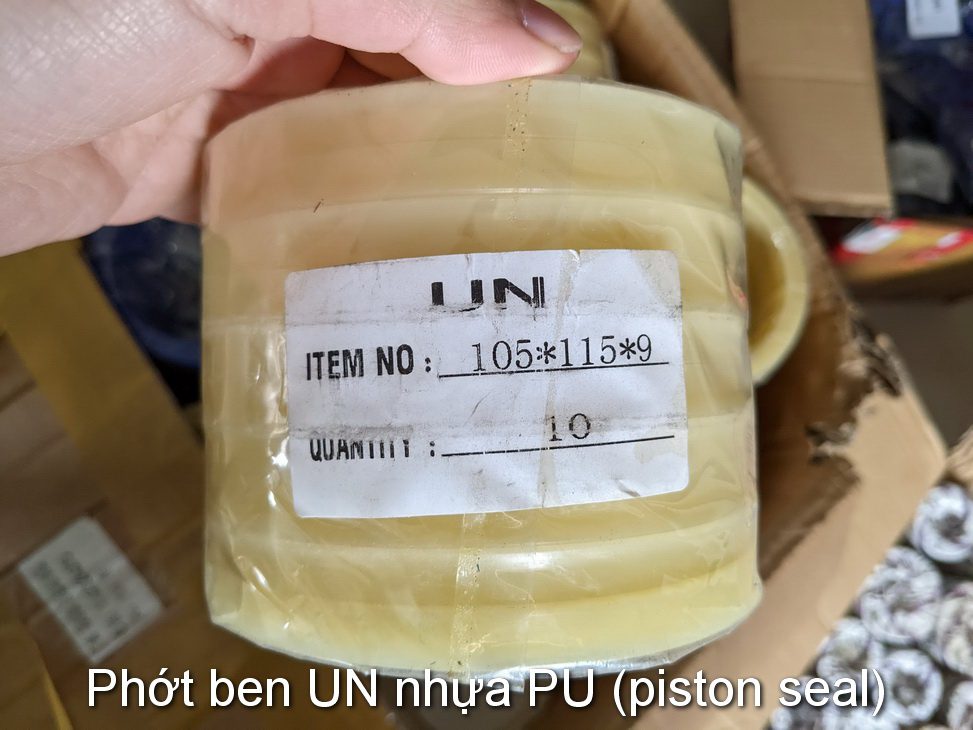 UN
ITEM NO : 105*115*9
QUANTITY : 10
Phớt ben UN nhựa PU (piston seal)